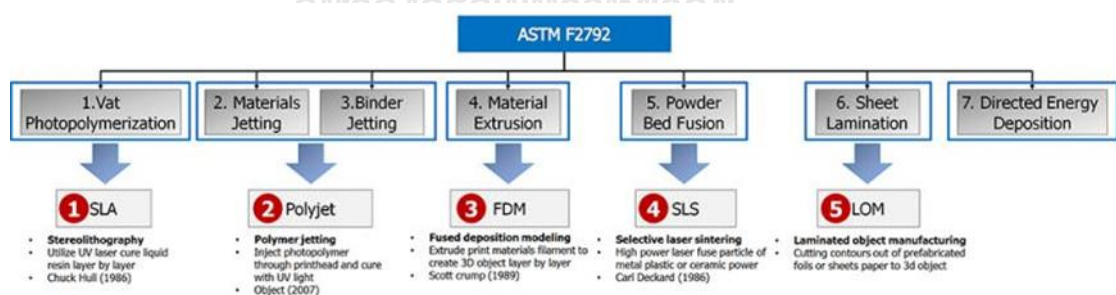 ASTM F2792
1.Vat
Photopolymerization
2. Materials
Jetting
3.Binder
Jetting
4. Material
Extrusion
5. Powder
Bed Fusion
6. Sheet
Lamination
7. Directed Energy
Deposition
1 SLA
• Stereolithography
• Utilize UV laser cure liquid
resin layer by layer
• Chuck Hull (1986)
2 Polyjet
• Polymer jetting
• Inject photopolymer
through printhead and cure
with UV light
• Object (2007)
3 FDM
• Fused deposition modeling
• Extrude print materials filament to
create 3D object layer by layer
• Scott crump (1989)
4 SLS
• Selective laser sintering
• High power laser fuse particle of
metal plastic or ceramic power
• Carl Deckard (1986)
5 LOM
• Laminated object manufacturing
• Cutting contours out of prefabricated
foils or sheets paper to 3d object